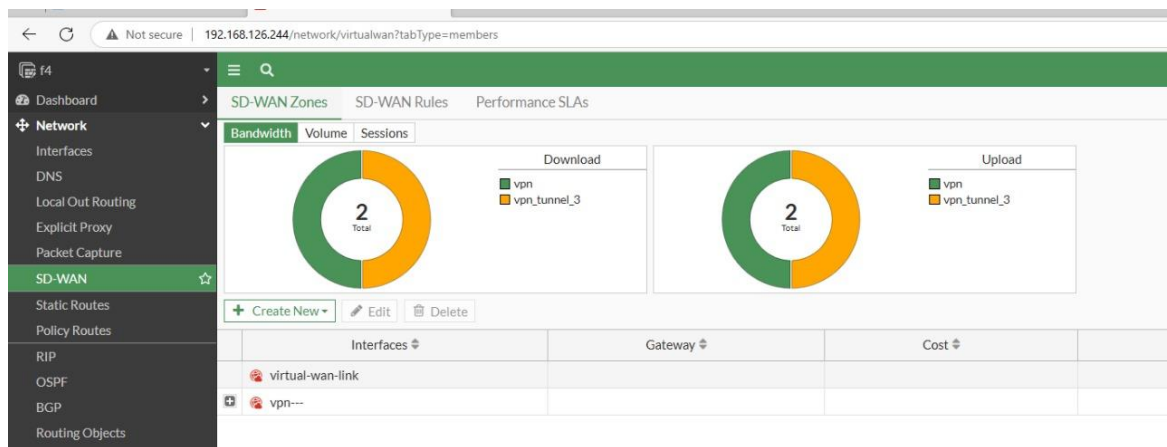 Not secure 192.168.126.244/network/virtualwan?tabType=members
f4
Dashboard
Network
Interfaces
DNS
Local Out Routing
Explicit Proxy
Packet Capture
SD-WAN
Static Routes
Policy Routes
RIP
OSPF
BGP
Routing Objects
SD-WAN Zones SD-WAN Rules Performance SLAs
Bandwidth Volume Sessions
2
Total
Download
vpn
vpn_tunnel_3
2
Total
Upload
vpn
vpn_tunnel_3
+ Create New Edit Delete
Interfaces Gateway Cost
virtual-wan-link
vpn---